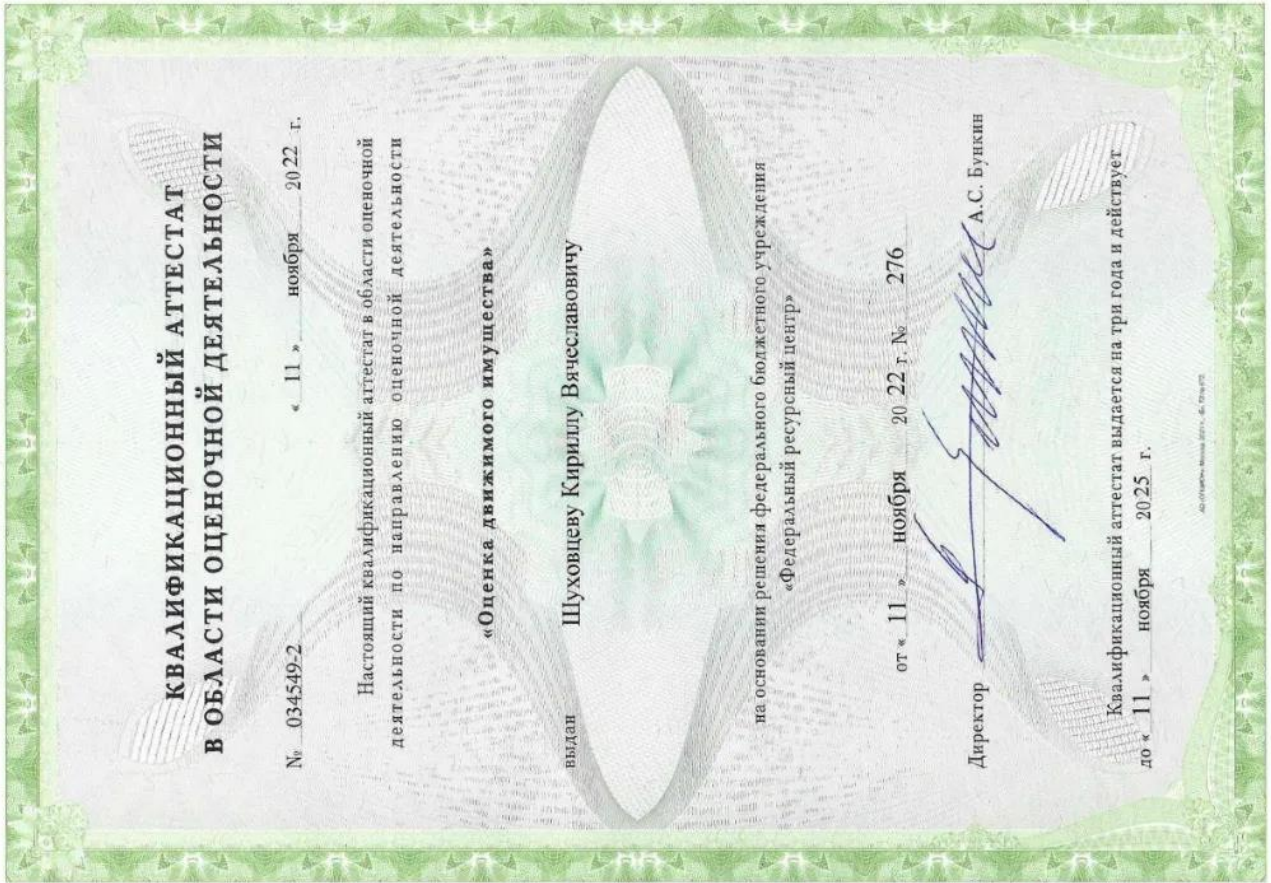 КВАЛИФИКАЦИОННЫЙ АТТЕСТАТ
В ОБЛАСТИ ОЦЕНОЧНОЙ ДЕЯТЕЛЬНОСТИ
№ 034549-2 « 11 » ноября 20 22 г.
Настоящий квалификационный аттестат в области оценочной
деятельности по направлению оценочной деятельности
«Оценка движимого имущества»
выдан Шуховцеву Кириллу Вячеславовичу
на основании решения федерального бюджетного учреждения
«Федеральный ресурсный центр»
от « 11 » ноября 20 22 г. № 276
Директор А.С. Бункин
Квалификационный аттестат выдается на три года и действует
до « 11 » ноября 20 25 г.